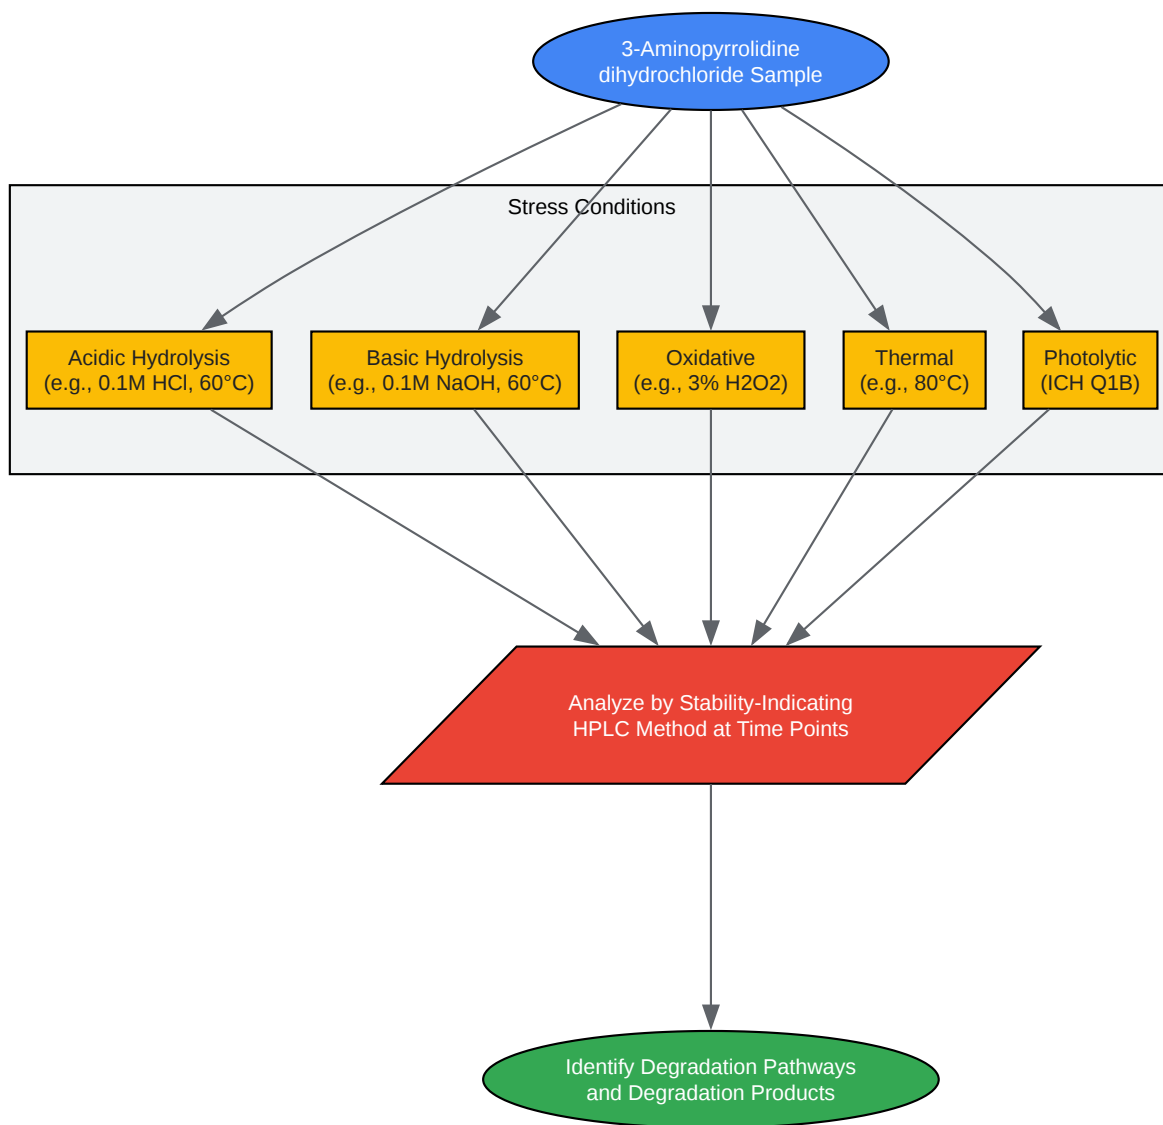 3-Aminopyrrolidine
dihydrochloride Sample
Stress Conditions
Acidic Hydrolysis
(e.g., 0.1M HCl, 60°C)
Basic Hydrolysis
(e.g., 0.1M NaOH, 60°C)
Oxidative
(e.g., 3% H2O2)
Thermal
(e.g., 80°C)
Photolytic
(ICH Q1B)
Analyze by Stability-Indicating
HPLC Method at Time Points
Identify Degradation Pathways
and Degradation Products